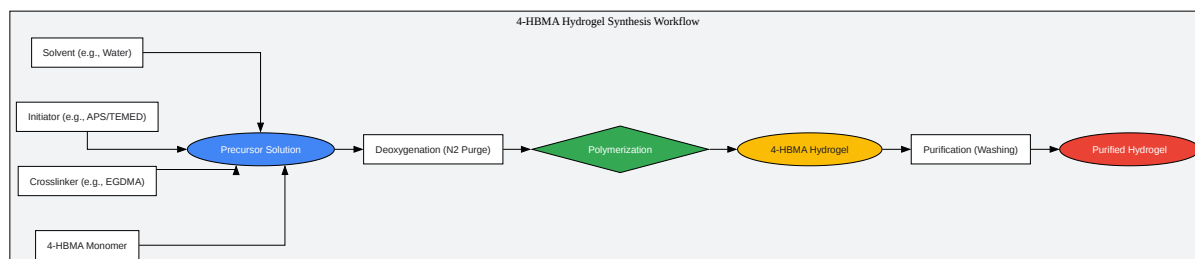 4-HBMA Hydrogel Synthesis Workflow
Solvent (e.g., Water)
Initiator (e.g., APS/TEMED)
Crosslinker (e.g., EGDMA)
4-HBMA Monomer
Precursor Solution
Deoxygenation (N2 Purge)
Polymerization
4-HBMA Hydrogel
Purification (Washing)
Purified Hydrogel